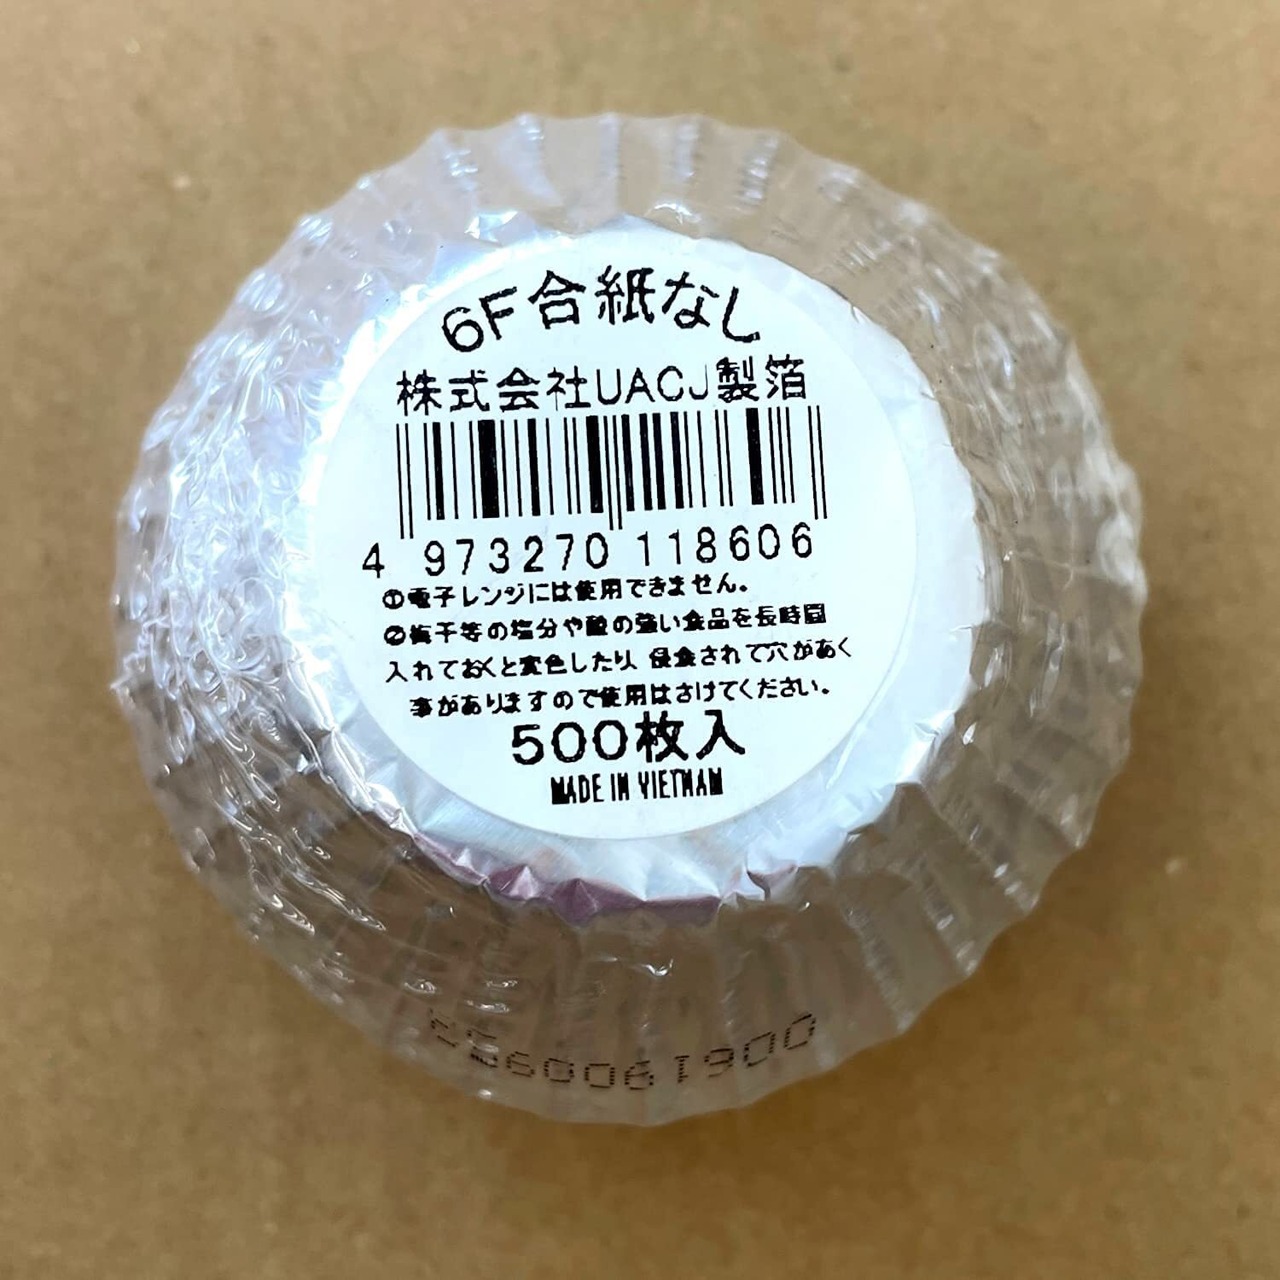 6F合紙なし
株式会社UACJ製箔
4 973270 118606
①電子レンジには使用できません。
②梅干等の塩分や酸の強い食品を長時間
入れておくと変色したり、侵食されて穴があく
事がありますので使用はさけてください。
500枚入
MADE IN VIETNAM